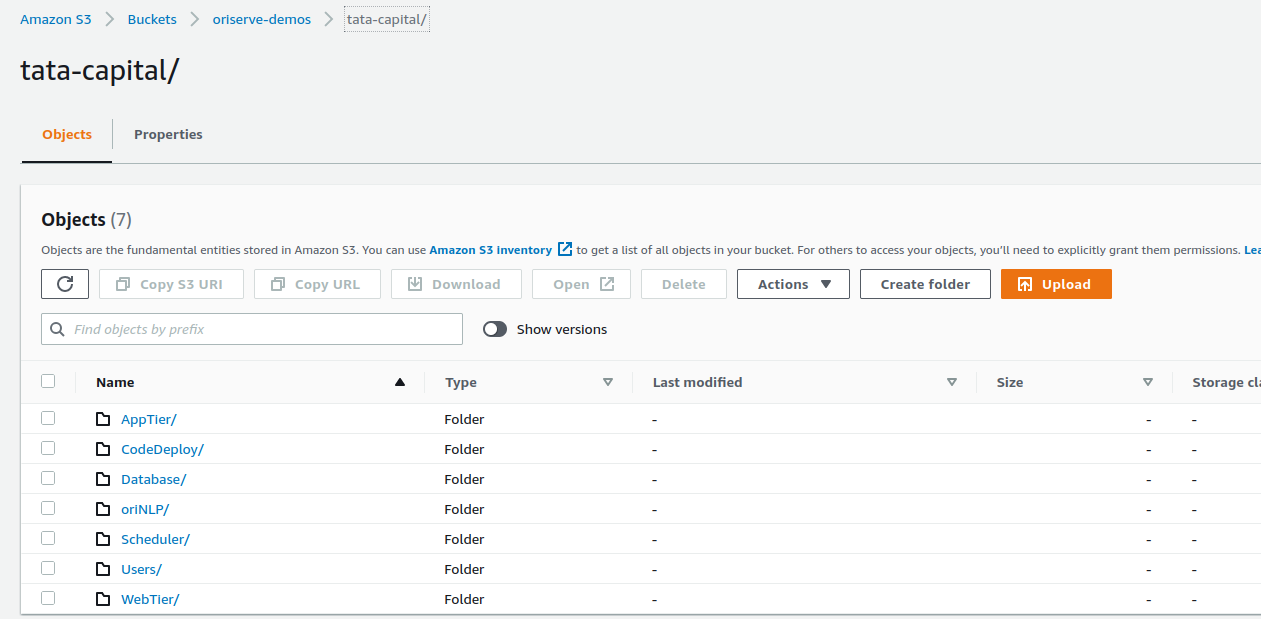 Amazon S3 > Buckets > oriserve-demos > tata-capital/
tata-capital/
Objects Properties
Objects (7)
Objects are the fundamental entities stored in Amazon S3. You can use Amazon S3 inventory to get a list of all objects in your bucket. For others to access your objects, you'll need to explicitly grant them permissions.
Copy S3 URI Copy URL Download Open Delete Actions Create folder Upload
Find objects by prefix Show versions
Name Type Last modified Size Storage
AppTier/ Folder - - -
CodeDeploy/ Folder - - -
Database/ Folder - - -
oriNLP/ Folder - - -
Scheduler/ Folder - - -
Users/ Folder - - -
WebTier/ Folder - - -